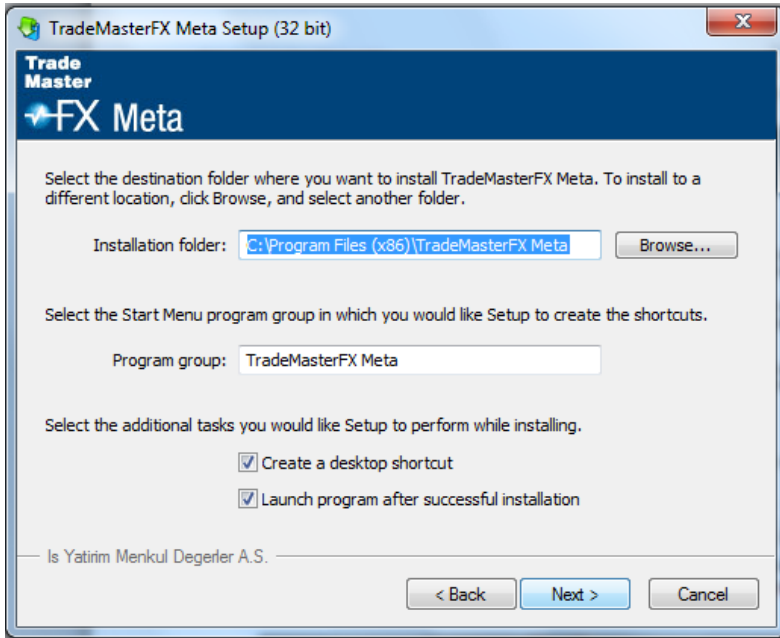 TradeMasterFX Meta Setup (32 bit)
Trade
Master
FX Meta
Select the destination folder where you want to install TradeMasterFX Meta. To install to a
different location, click Browse, and select another folder.
Installation folder: C:\Program Files (x86)\TradeMasterFX Meta Browse...
Select the Start Menu program group in which you would like Setup to create the shortcuts.
Program group: TradeMasterFX Meta
Select the additional tasks you would like Setup to perform while installing.
Create a desktop shortcut
Launch program after successful installation
Is Yatirim Menkul Degerler A.S.
< Back Next > Cancel